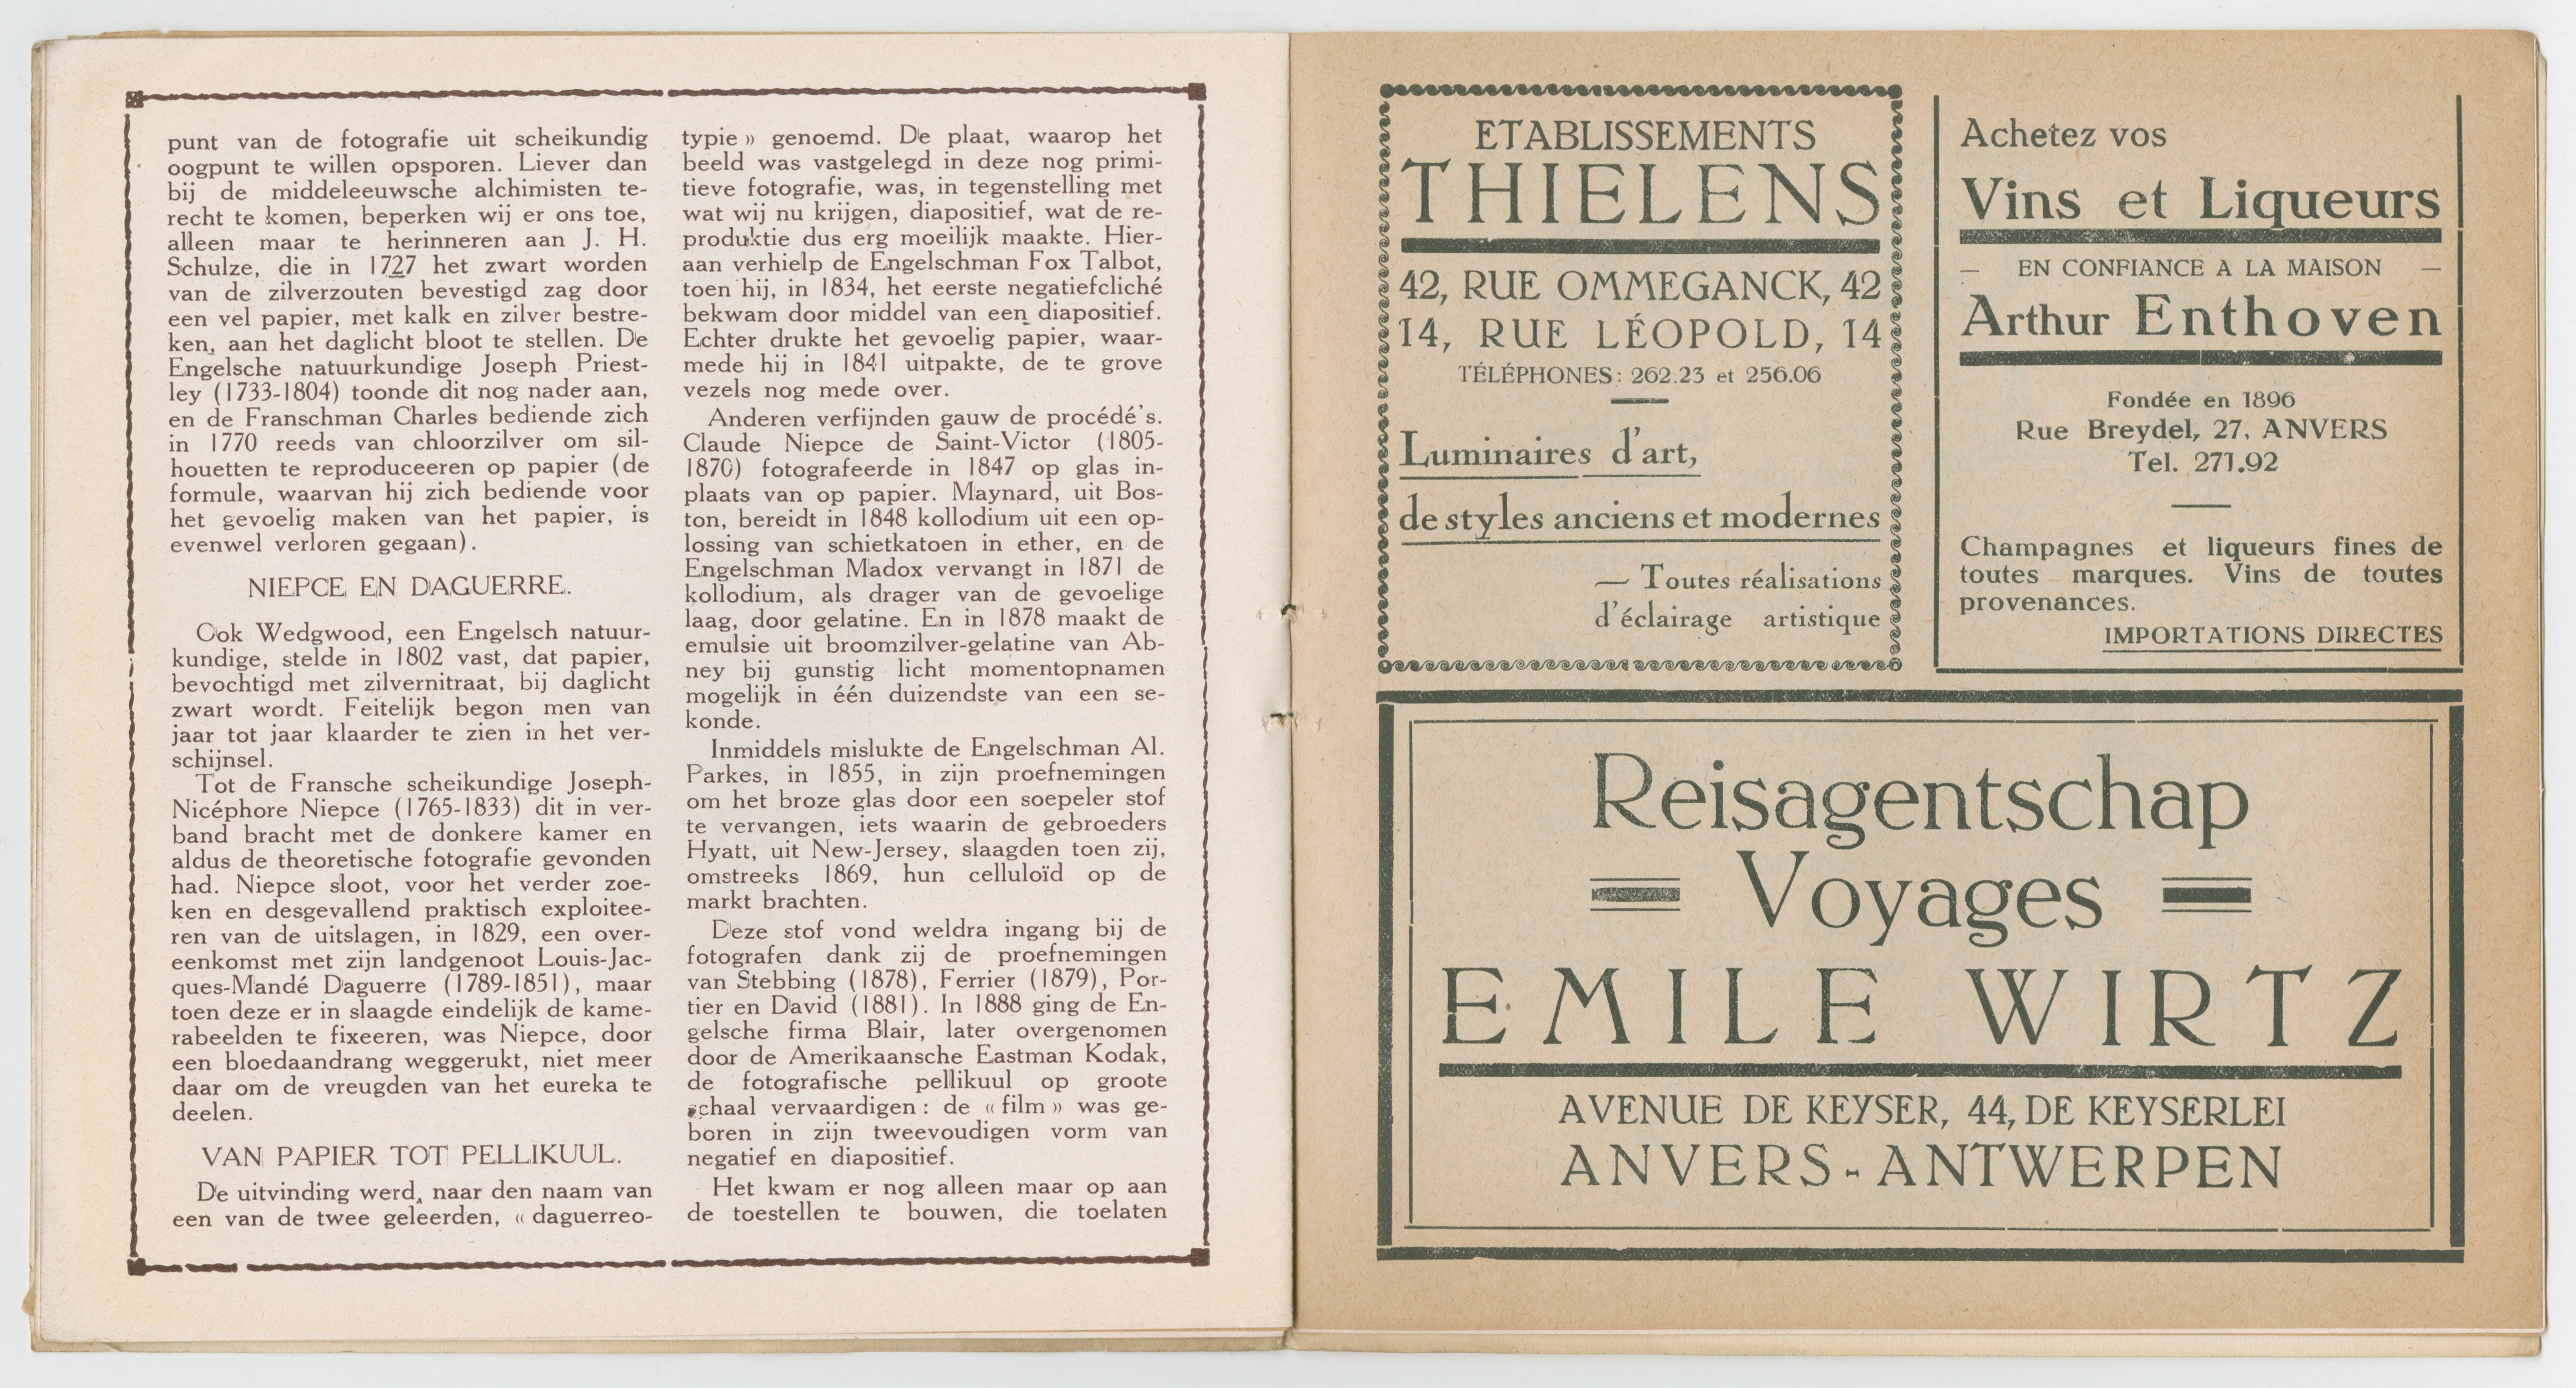 punt van de fotografie uit scheikundig
oogpunt te willen opsporen. Liever dan
bij de middeleeuwsche alchimisten te-
recht te komen, beperken wij er ons toe,
alleen maar te herinneren aan J. H.
Schulze, die in 1727 het zwart worden
van de zilverzouten bevestigd zag door
een vel papier, met kalk en zilver bestre-
ken, aan het daglicht bloot te stellen. De
Engelsche natuurkundige Joseph Priest-
ley (1733-1804) toonde dit nog nader aan,
en de Franschman Charles bediende zich
in 1770 reeds van chloorzilver om sil-
houetten te reproduceeren op papier (de
formule, waarvan hij zich bediende voor
het gevoelig maken van het papier, is
evenwel verloren gegaan).
NIEPCE EN DAGUERRE.
Ook Wedgwood, een Engelsch natuur-
kundige, stelde in 1802 vast, dat papier,
bevochtigd met zilvernitraat, bij daglicht
zwart wordt. Feitelijk begon men van
jaar tot jaar klaarder te zien in het ver-
schijnsel.
Tot de Fransche scheikundige Joseph-
Nicéphore Niepce (1765-1833) dit in ver-
band bracht met de donkere kamer en
aldus de theoretische fotografie gevonden
had. Niepce sloot, voor het verder zoe-
ken en desgevallend praktisch exploitee-
ren van de uitslagen, in 1829, een over-
eenkomst met zijn landgenoot Louis-Jac-
ques-Mandé Daguerre (1789-1851), maar
toen deze er in slaagde eindelijk de kame-
rabeelden te fixeeren, was Niepce, door
een bloedaandrang weggerukt, niet meer
daar om de vreugden van het eureka te
deelen.
VAN PAPIER TOT PELLIKUUL.
De uitvinding werd, naar den naam van
een van de twee geleerden, « daguerreo-
typie » genoemd. De plaat, waarop het
beeld was vastgelegd in deze nog primi-
tieve fotografie, was, in tegenstelling met
wat wij nu krijgen, diapositief, wat de re-
produktie dus erg moeilijk maakte. Hier-
aan verhielp de Engelschman Fox Talbot,
toen hij, in 1834, het eerste negatiefcliché
bekwam door middel van een diapositief.
Echter drukte het gevoelig papier, waar-
mede hij in 1841 uitpakte, de te grove
vezels nog mede over.
Anderen verfijnden gauw de procédé's.
Claude Niepce de Saint-Victor (1805-
1870) fotografeerde in 1847 op glas in-
plaats van op papier. Maynard, uit Bos-
ton, bereidt in 1848 kollodium uit een op-
lossing van schietkatoen in ether, en de
Engelschman Madox vervangt in 1871 de
kollodium, als drager van de gevoelige
laag, door gelatine. En in 1878 maakt de
emulsie uit broomzilver-gelatine van Ab-
ney bij gunstig licht momentopnamen
mogelijk in één duizendste van een se-
konde.
Inmiddels mislukte de Engelschman Al.
Parkes, in 1855, in zijn proefnemingen
om het broze glas door een soepeler stof
te vervangen, iets waarin de gebroeders
Hyatt, uit New-Jersey, slaagden toen zij,
omstreeks 1869, hun celluloïd op de
markt brachten.
Deze stof vond weldra ingang bij de
fotografen dank zij de proefnemingen
van Stebbing (1878), Ferrier (1879), Por-
tier en David (1881). In 1888 ging de En-
gelsche firma Blair, later overgenomen
door de Amerikaansche Eastman Kodak,
de fotografische pellikuul op groote
schaal vervaardigen : de « film » was ge-
boren in zijn tweevoudigen vorm van
negatief en diapositief.
Het kwam er nog alleen maar op aan
de toestellen te bouwen, die toelaten
ETABLISSEMENTS
THIELENS
42, RUE OMMEGANCK, 42
14, RUE LÉOPOLD, 14
TÉLÉPHONES : 262.23 et 256.06
Luminaires d'art,
de styles anciens et modernes
— Toutes réalisations
d'éclairage artistique
Achetez vos
Vins et Liqueurs
— EN CONFIANCE A LA MAISON —
Arthur Enthoven
Fondée en 1896
Rue Breydel, 27, ANVERS
Tel. 271.92
Champagnes et liqueurs fines de
toutes marques. Vins de toutes
provenances.
IMPORTATIONS DIRECTES
Reisagentschap
Voyages
EMILE WIRTZ
AVENUE DE KEYSER, 44, DE KEYSERLEI
ANVERS - ANTWERPEN